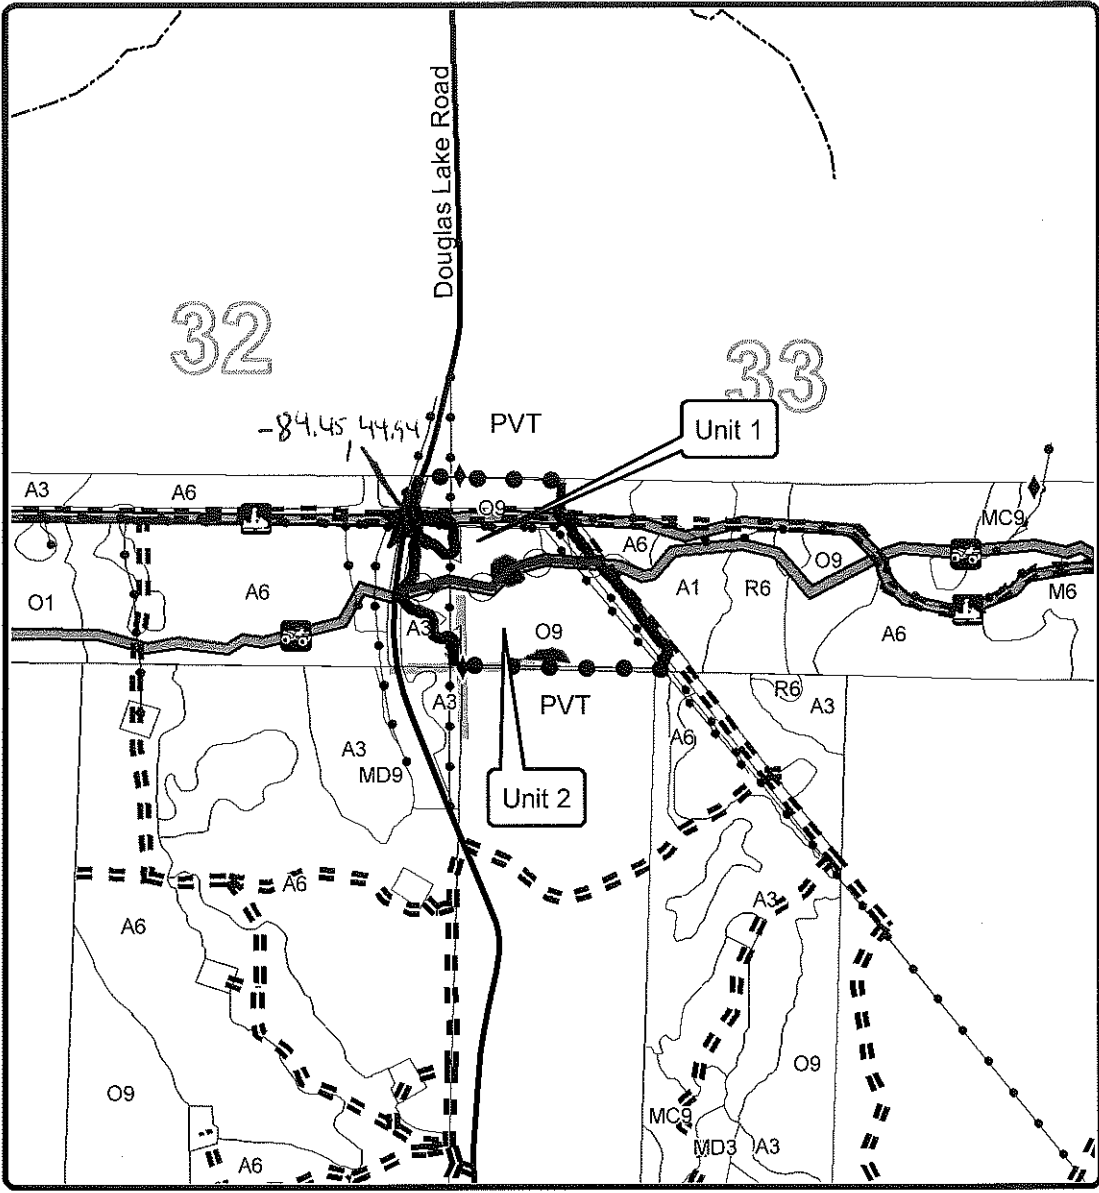 Douglas Lake Road
32
33
-84.45, 44.94
PVT
Unit 1
A3
A6
O9
MC9
A6
O9
O1
A6
A1
R6
M6
A3
O9
A6
A3
PVT
R6
A3
A3
MD9
A6
Unit 2
A6
A3
A6
O9
O9
MC9
MD3
A3
A6